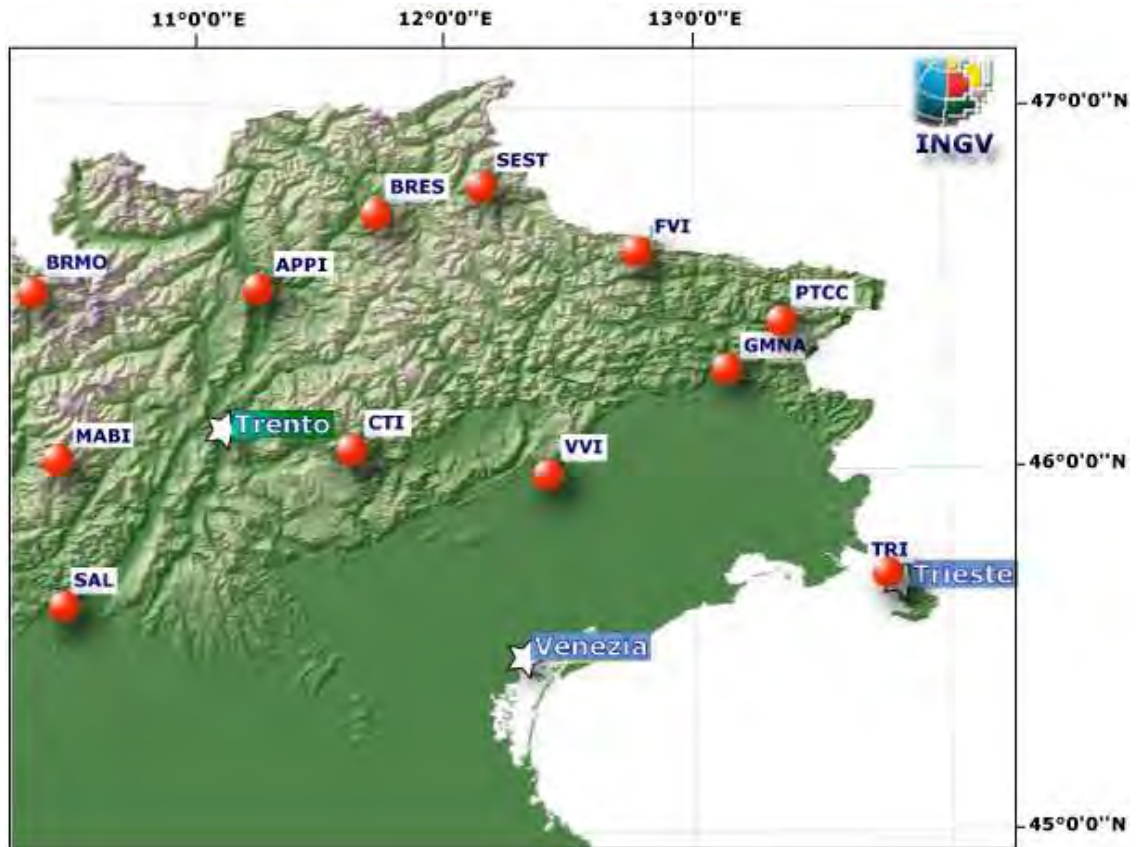 11°0'0''E
12°0'0''E
13°0'0''E
47°0'0''N
INGV
SEST
BRES
FVI
BRMO
APPI
PTCC
GMNA
Trento
CTI
MABI
VVI
46°0'0''N
TRI
SAL
Trieste
Venezia
45°0'0''N